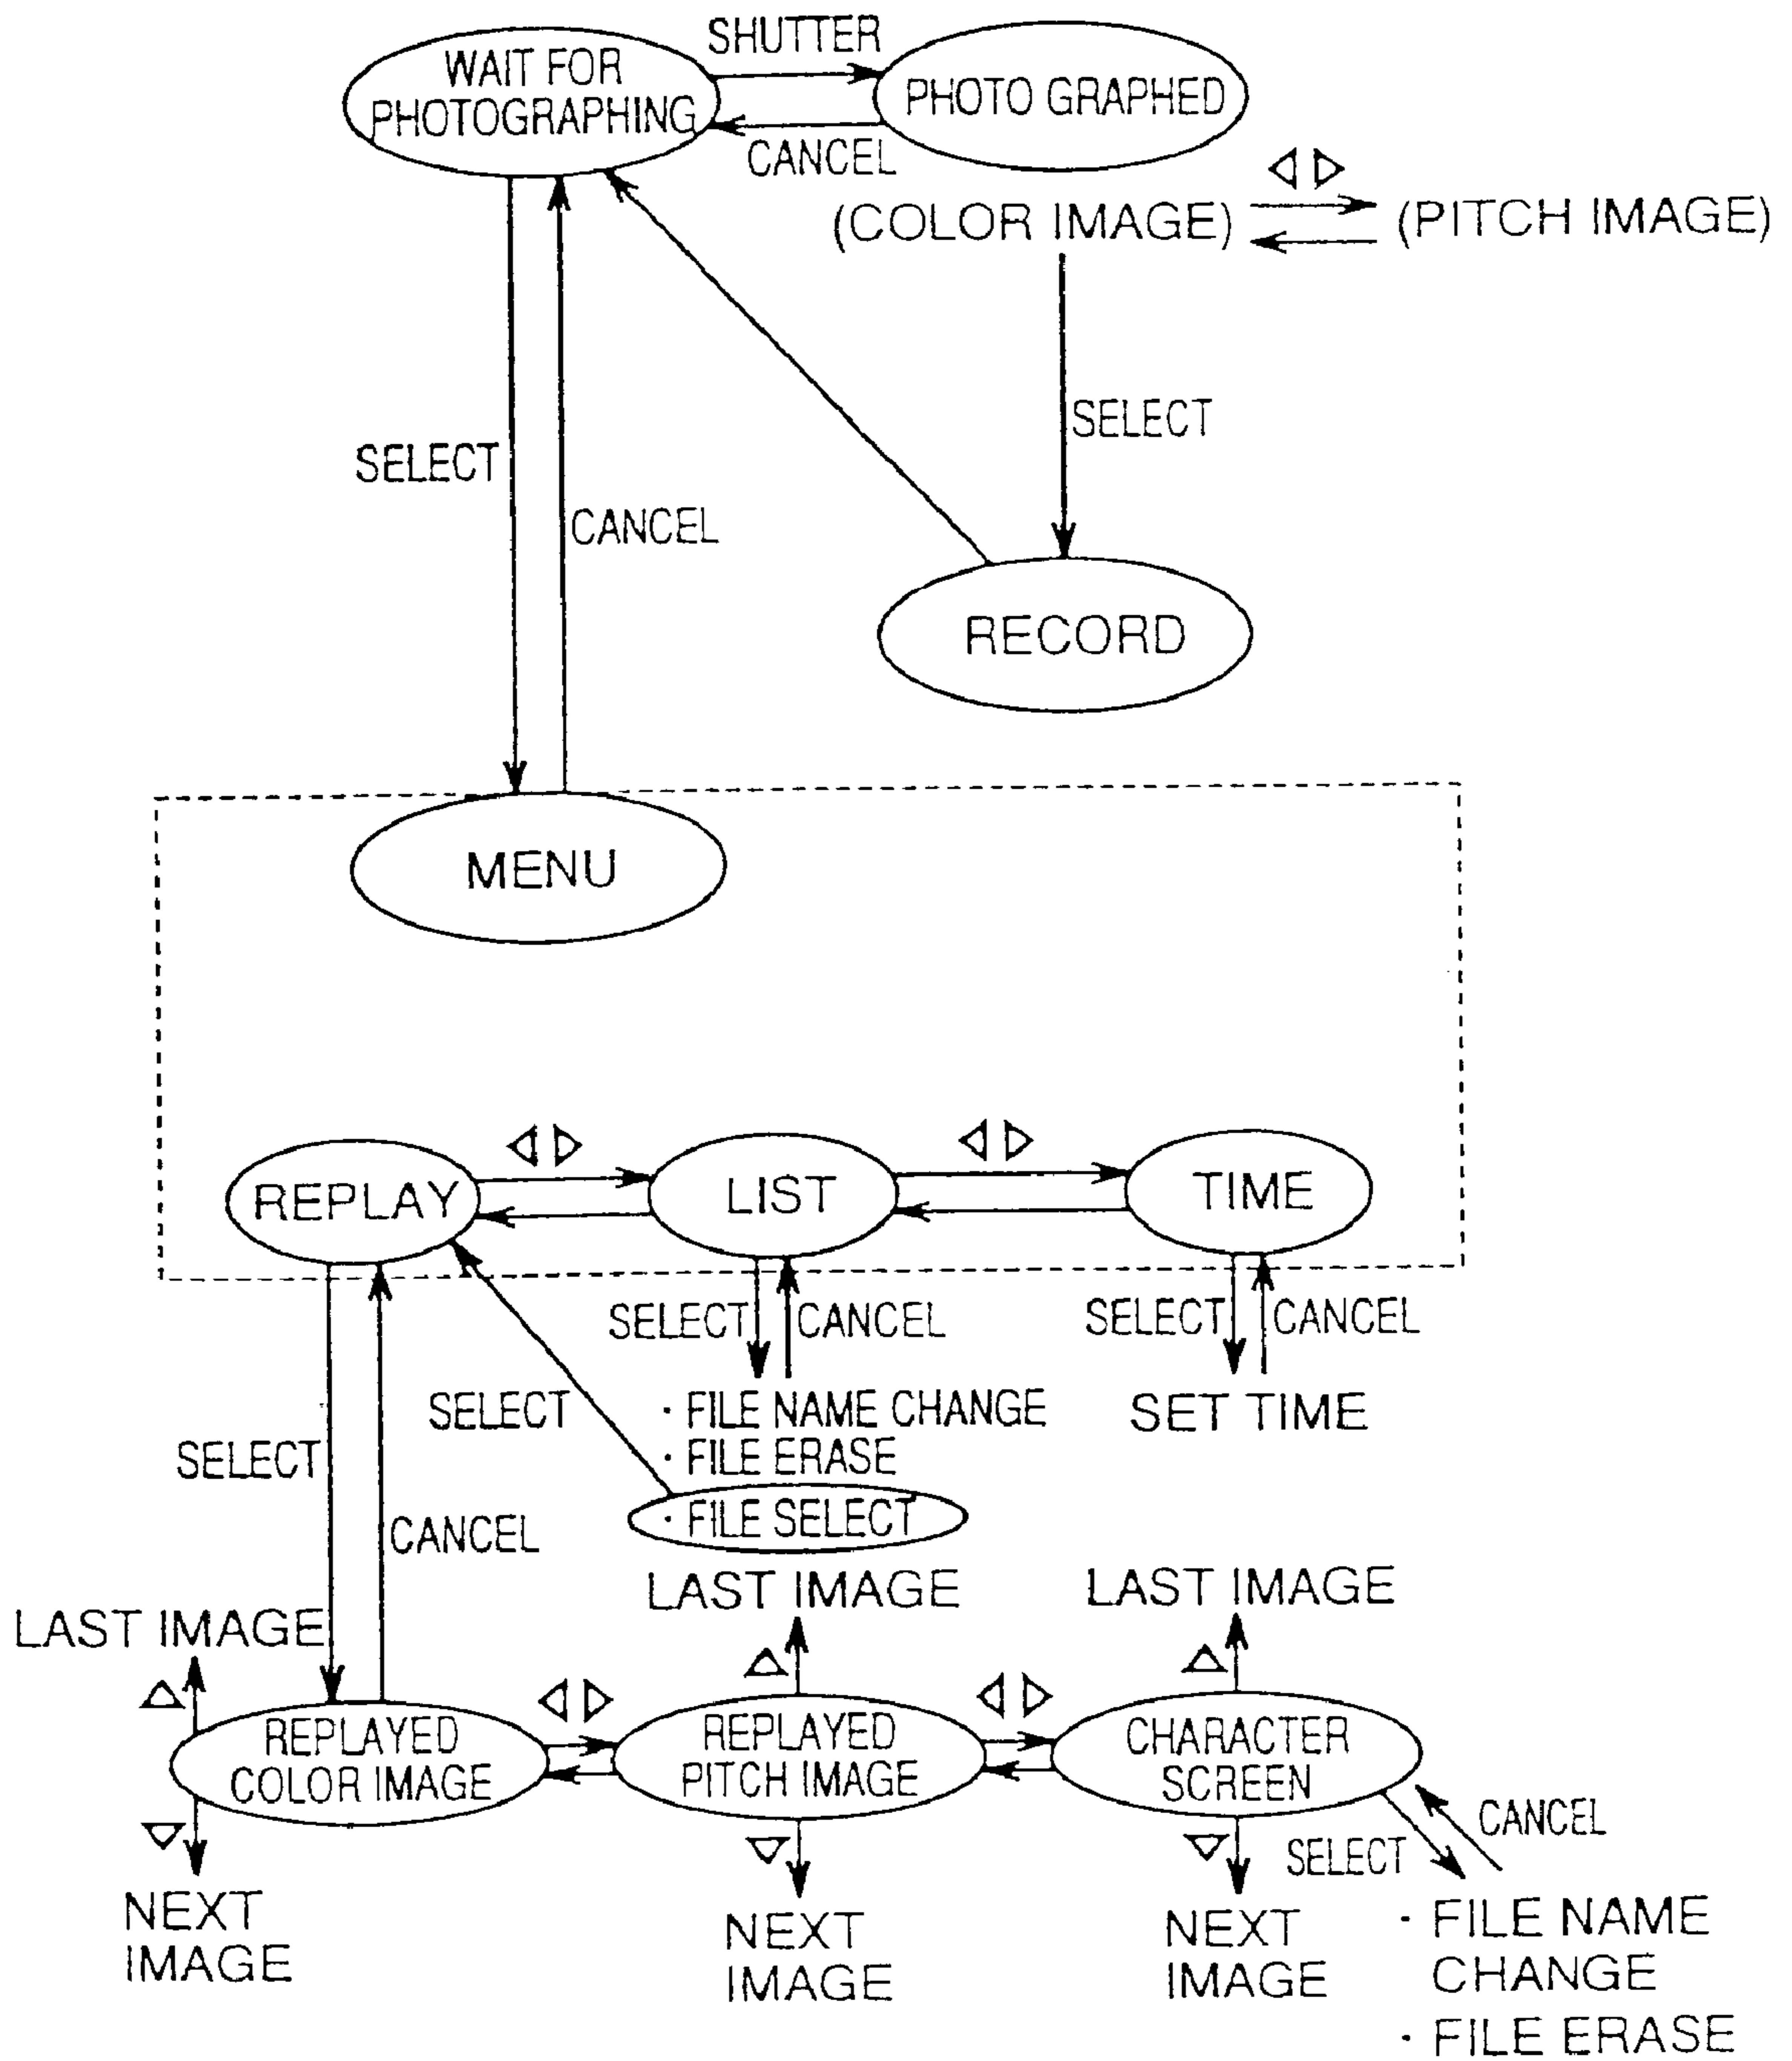 SHUTTER
WAIT FOR
PHOTOGRAPHING
PHOTO GRAPHED
CANCEL
(COLOR IMAGE)
(PITCH IMAGE)
SELECT
SELECT
CANCEL
RECORD
MENU
REPLAY
LIST
TIME
SELECT
CANCEL
SELECT
CANCEL
SELECT
· FILE NAME CHANGE
SET TIME
SELECT
· FILE ERASE
CANCEL
· FILE SELECT
LAST IMAGE
LAST IMAGE
LAST IMAGE
REPLAYED
COLOR IMAGE
REPLAYED
PITCH IMAGE
CHARACTER
SCREEN
CANCEL
SELECT
NEXT
IMAGE
NEXT
IMAGE
NEXT
IMAGE
· FILE NAME
CHANGE
· FILE ERASE